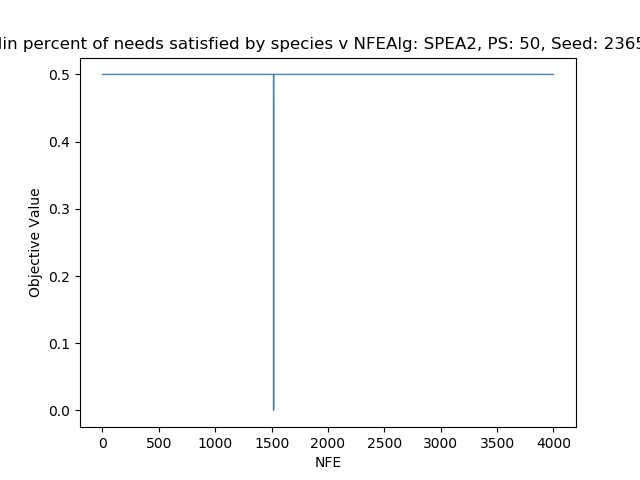 lin percent of needs satisfied by species v NFEAlg: SPEA2, PS: 50, Seed: 2365
0.5
0.4
0.3
0.2
0.1
0.0
Objective Value
0 500 1000 1500 2000 2500 3000 3500 4000
NFE